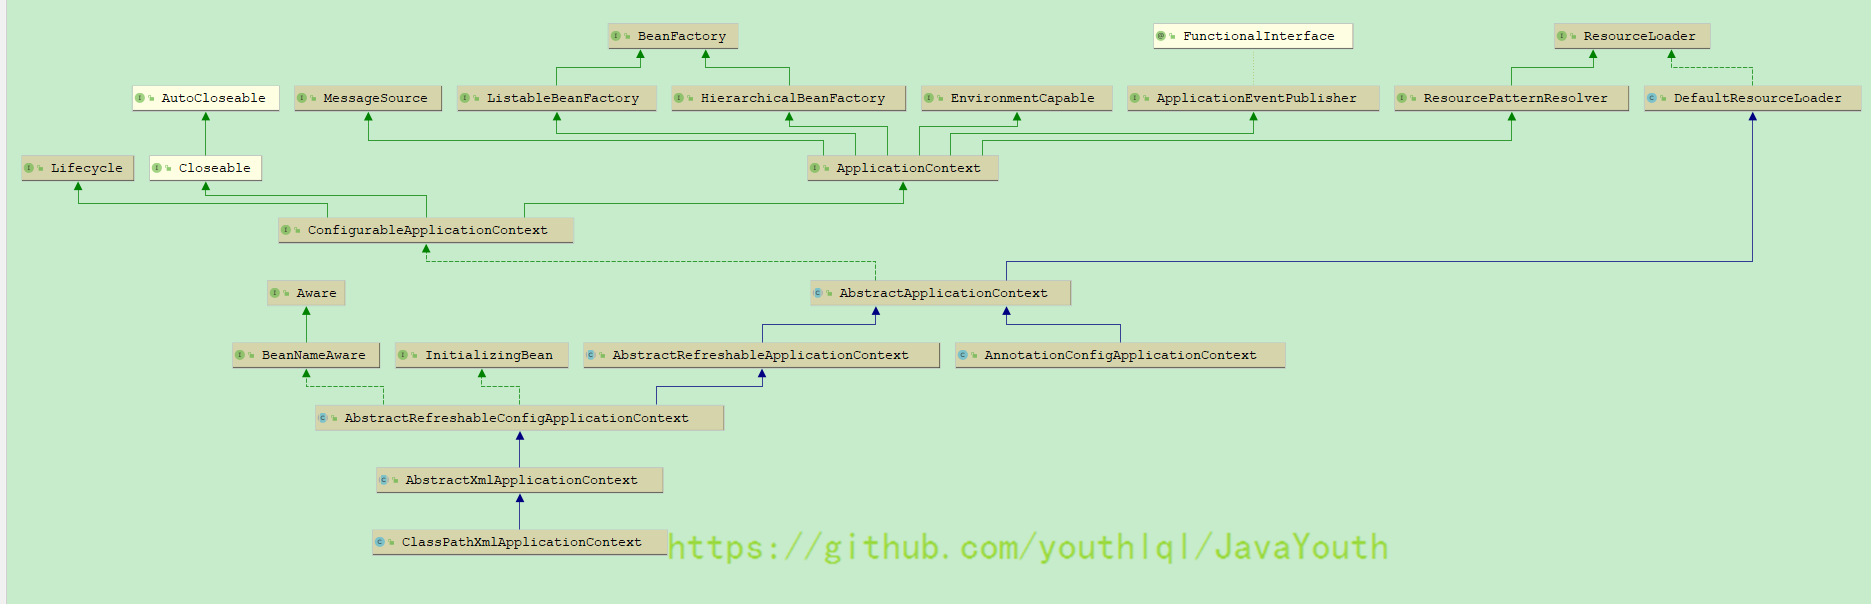 BeanFactory
FunctionalInterface
ResourceLoader
AutoCloseable
MessageSource
ListableBeanFactory
HierarchicalBeanFactory
EnvironmentCapable
ApplicationEventPublisher
ResourcePatternResolver
DefaultResourceLoader
Lifecycle
Closeable
ApplicationContext
ConfigurableApplicationContext
Aware
AbstractApplicationContext
BeanNameAware
InitializingBean
AbstractRefreshableApplicationContext
AnnotationConfigApplicationContext
AbstractRefreshableConfigApplicationContext
AbstractXmlApplicationContext
ClassPathXmlApplicationContext
https://github.com/youthlql/JavaYouth